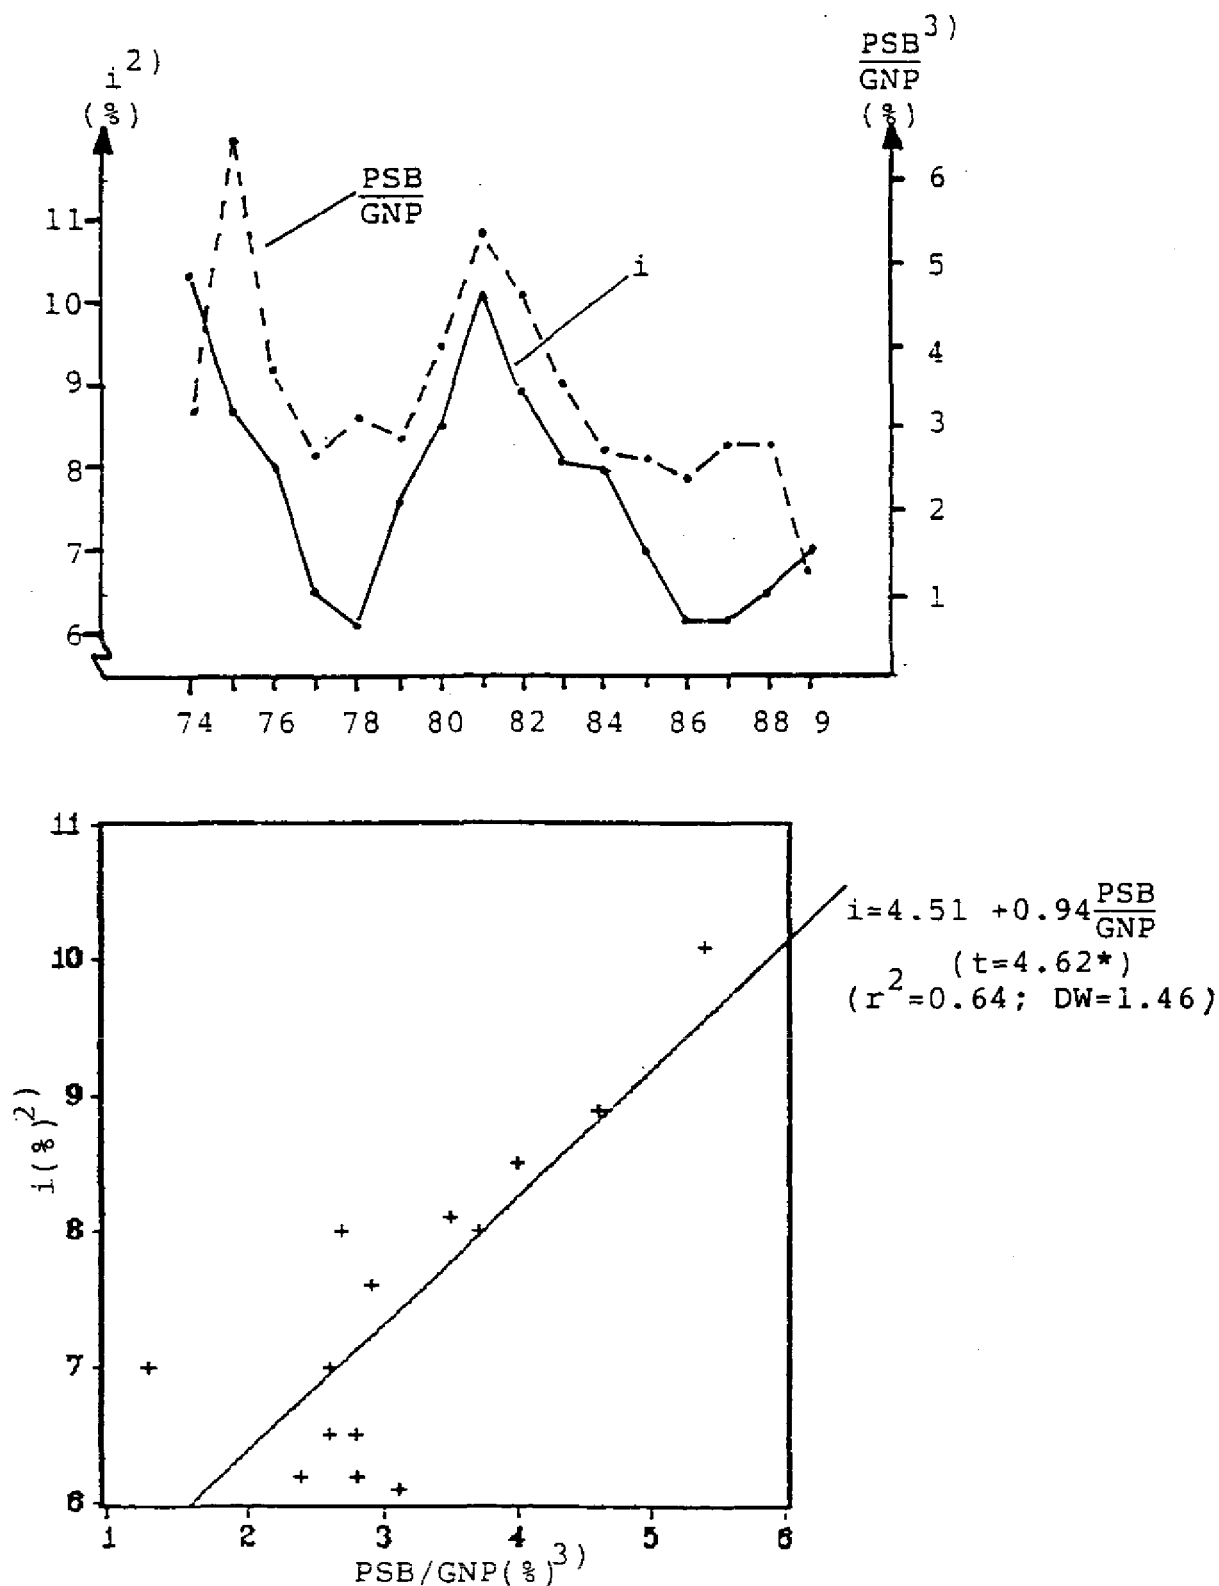 i2)
(%)
PSB3)
GNP
(%)
PSB
GNP
i
11
10
9
8
7
6
6
5
4
3
2
1
74 76 78 80 82 84 86 88 9
i=4.51 +0.94 PSB
GNP
(t=4.62*)
(r2=0.64; DW=1.46)
i(%)2)
11
10
9
8
7
6
1 2 3 4 5 6
PSB/GNP(%)3)